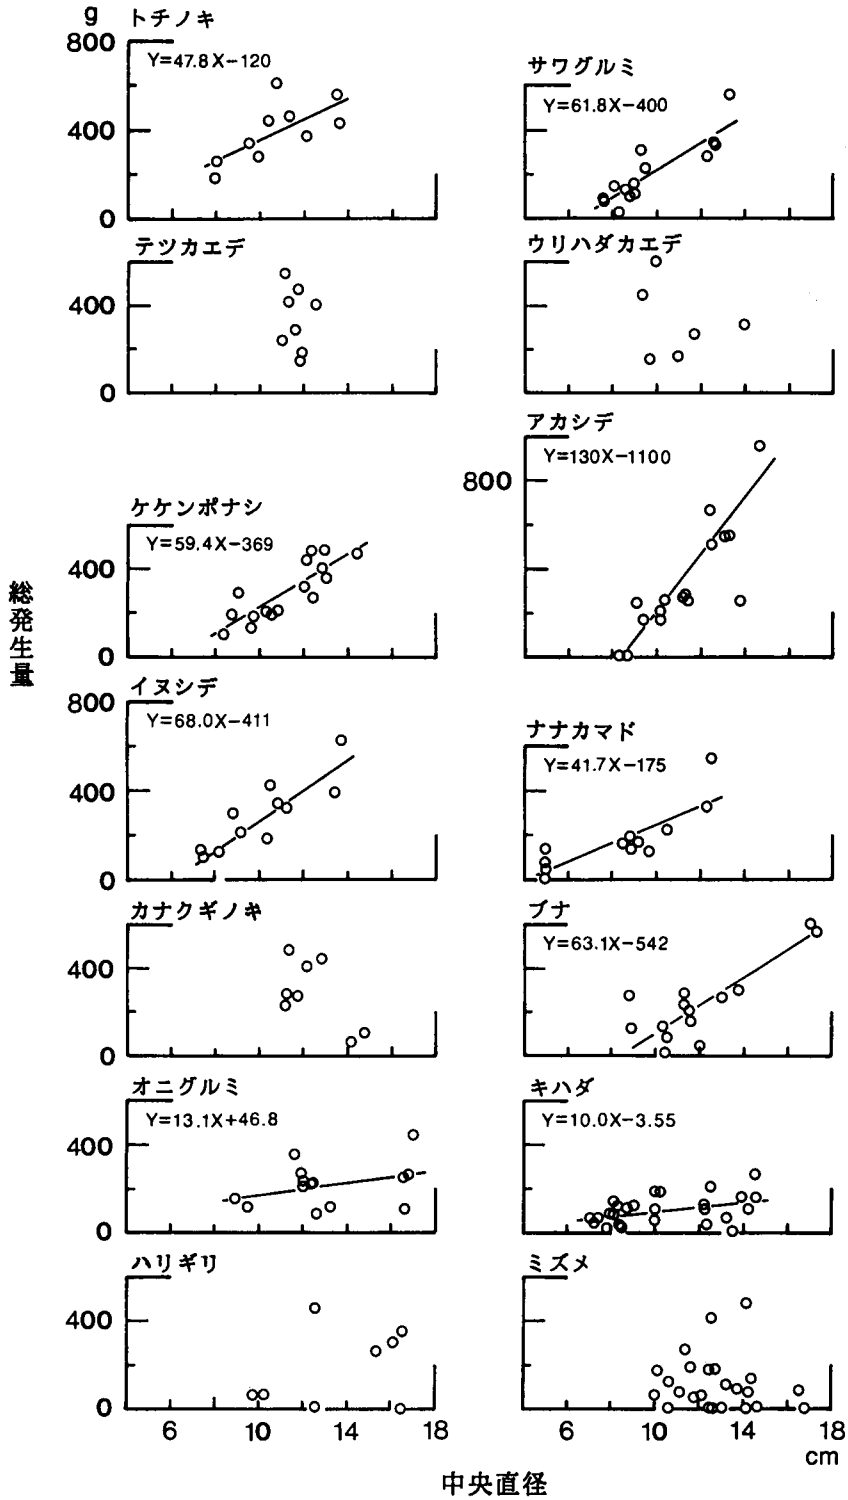 g
トチノキ
800
Y=47.8X−120
400
0
サワグルミ
Y=61.8X−400
テツカエデ
400
0
ウリハダカエデ
アカシデ
Y=130X−1100
800
ケケンポナシ
Y=59.4X−369
400
0
総発生量
イヌシデ
800
Y=68.0X−411
400
0
ナナカマド
Y=41.7X−175
カナクギノキ
400
0
ブナ
Y=63.1X−542
オニグルミ
Y=13.1X+46.8
400
0
キハダ
Y=10.0X−3.55
ハリギリ
400
0
ミズメ
6 10 14 18
6 10 14 18
cm
中央直径